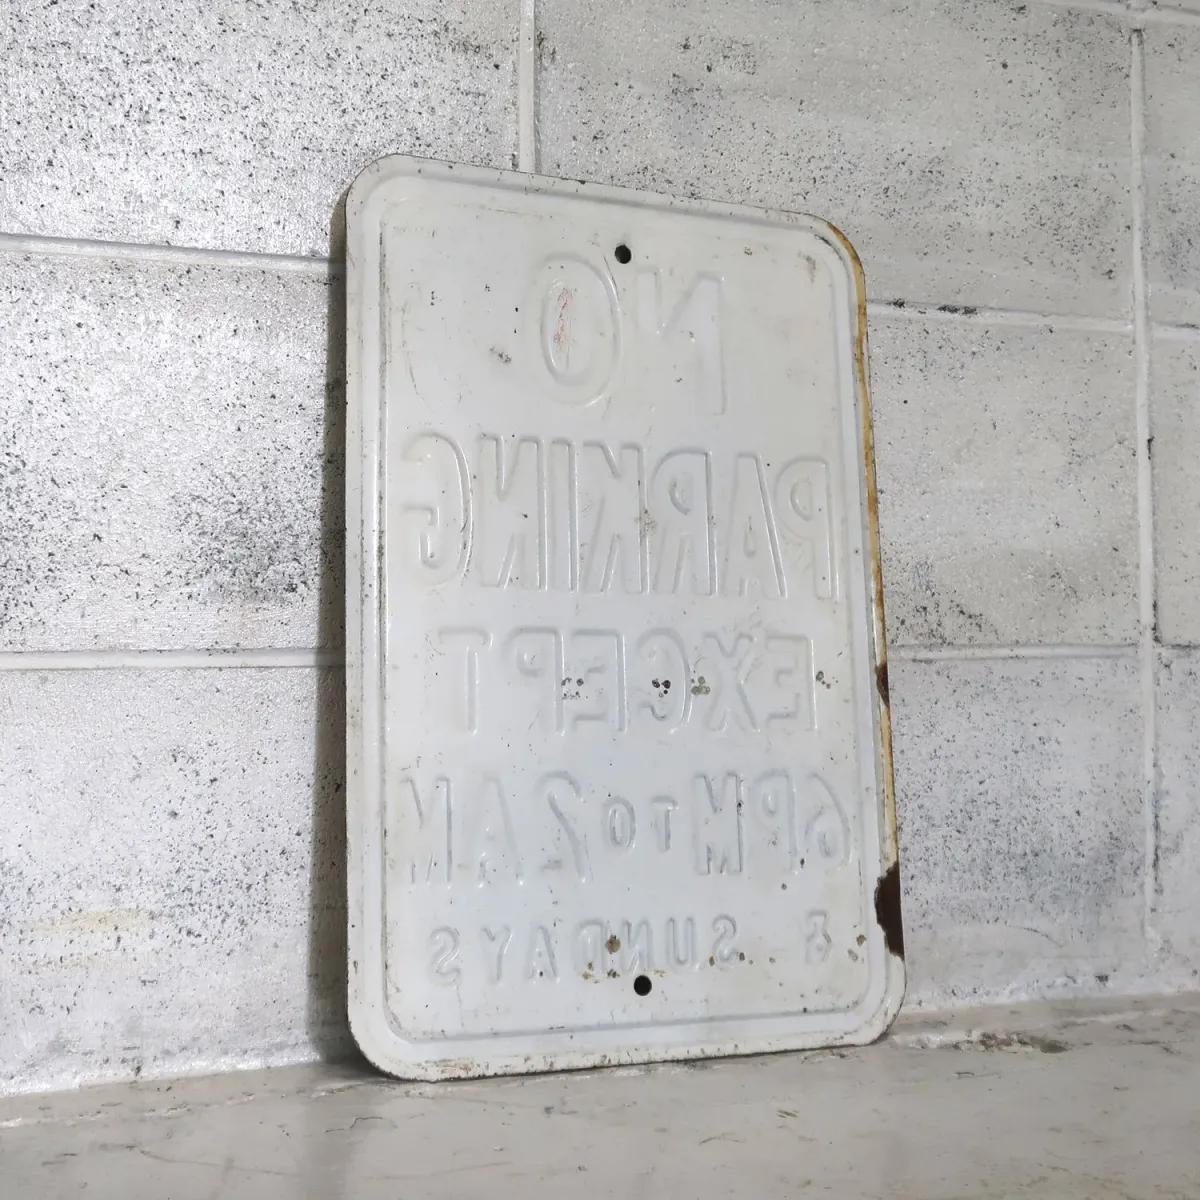 NO
PARKING
EXCEPT
6PM TO 2AM
& SUNDAYS